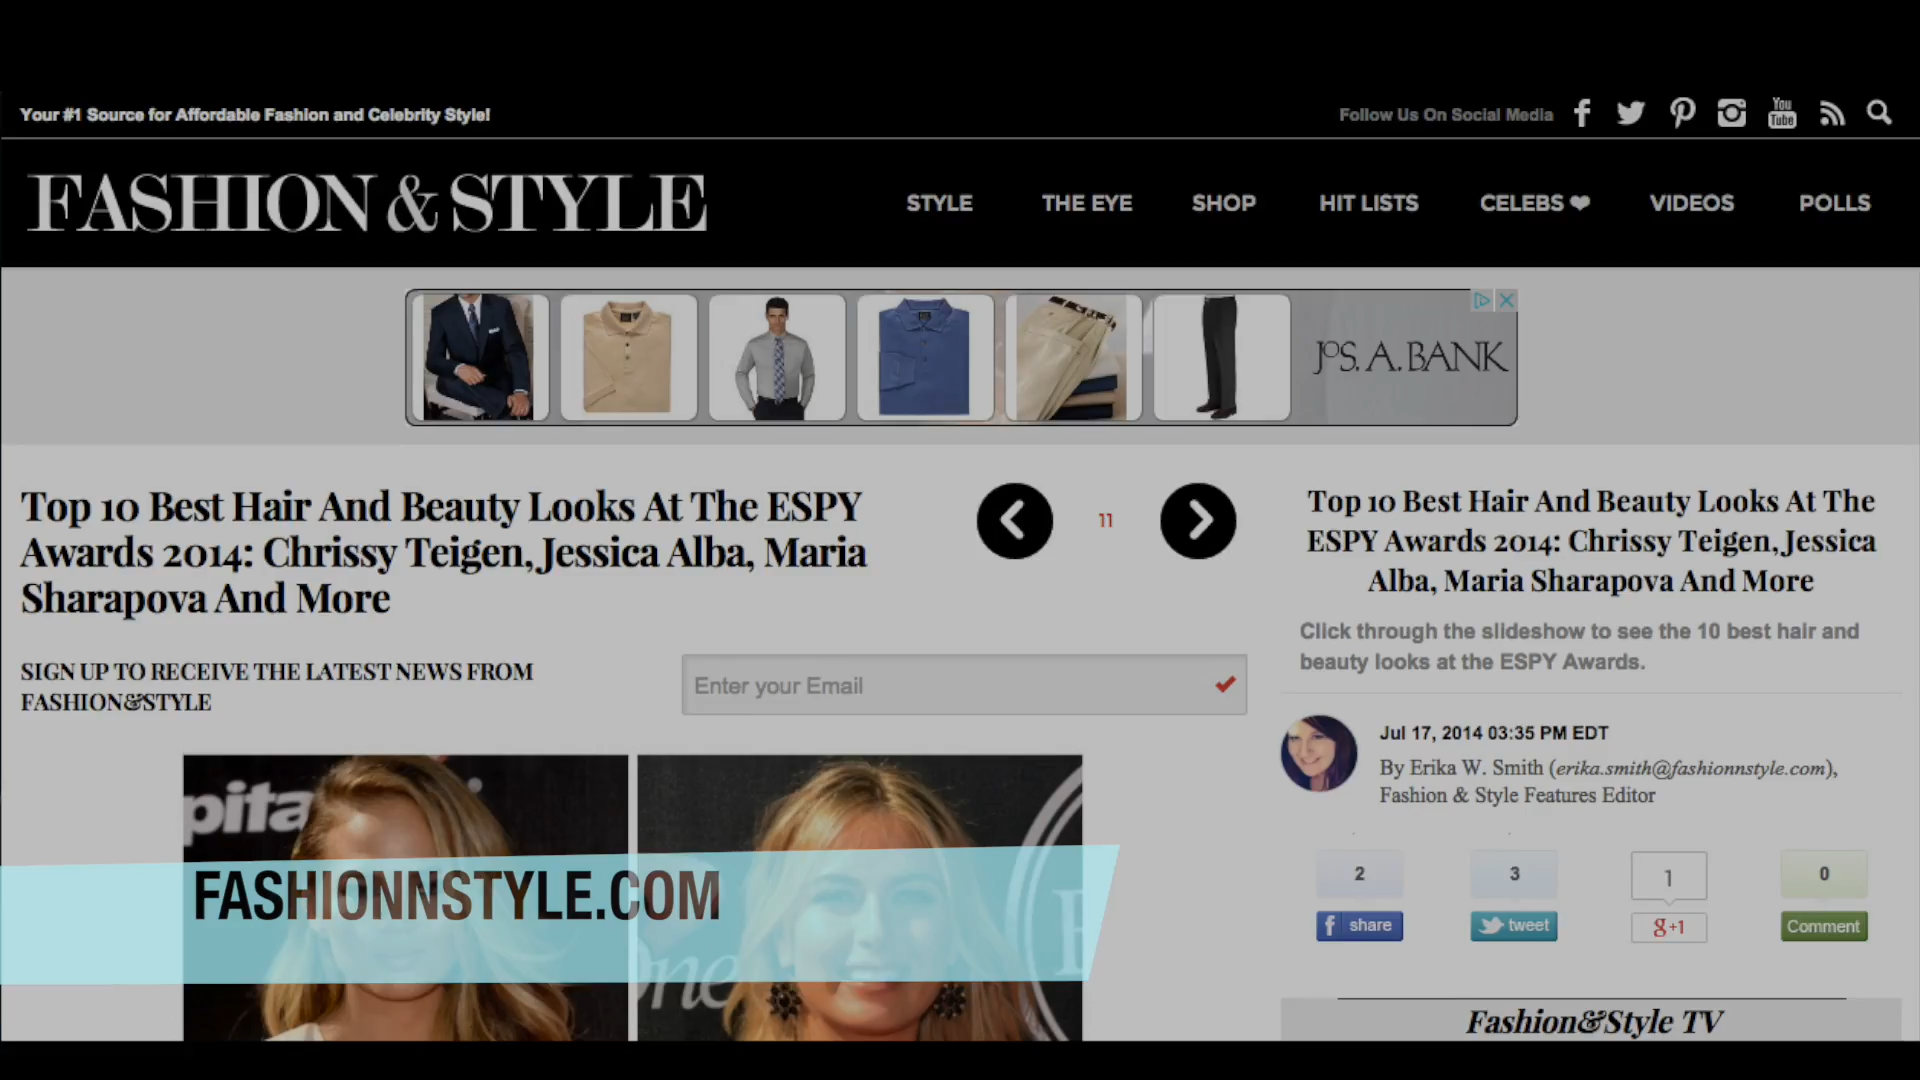 Your #1 Source for Affordable Fashion and Celebrity Style!
Follow Us On Social Media
You
Tube
FASHION & STYLE
STYLE THE EYE SHOP HIT LISTS CELEBS ❤ VIDEOS POLLS
JOS. A. BANK
Top 10 Best Hair And Beauty Looks At The ESPY
Awards 2014: Chrissy Teigen, Jessica Alba, Maria
Sharapova And More
11
SIGN UP TO RECEIVE THE LATEST NEWS FROM
FASHION&STYLE
Enter your Email
pita
ne
FASHIONNSTYLE.COM
Top 10 Best Hair And Beauty Looks At The
ESPY Awards 2014: Chrissy Teigen, Jessica
Alba, Maria Sharapova And More
Click through the slideshow to see the 10 best hair and
beauty looks at the ESPY Awards.
Jul 17, 2014 03:35 PM EDT
By Erika W. Smith (erika.smith@fashionnstyle.com),
Fashion & Style Features Editor
2 3 1 0
share tweet g+1 Comment
Fashion&Style TV